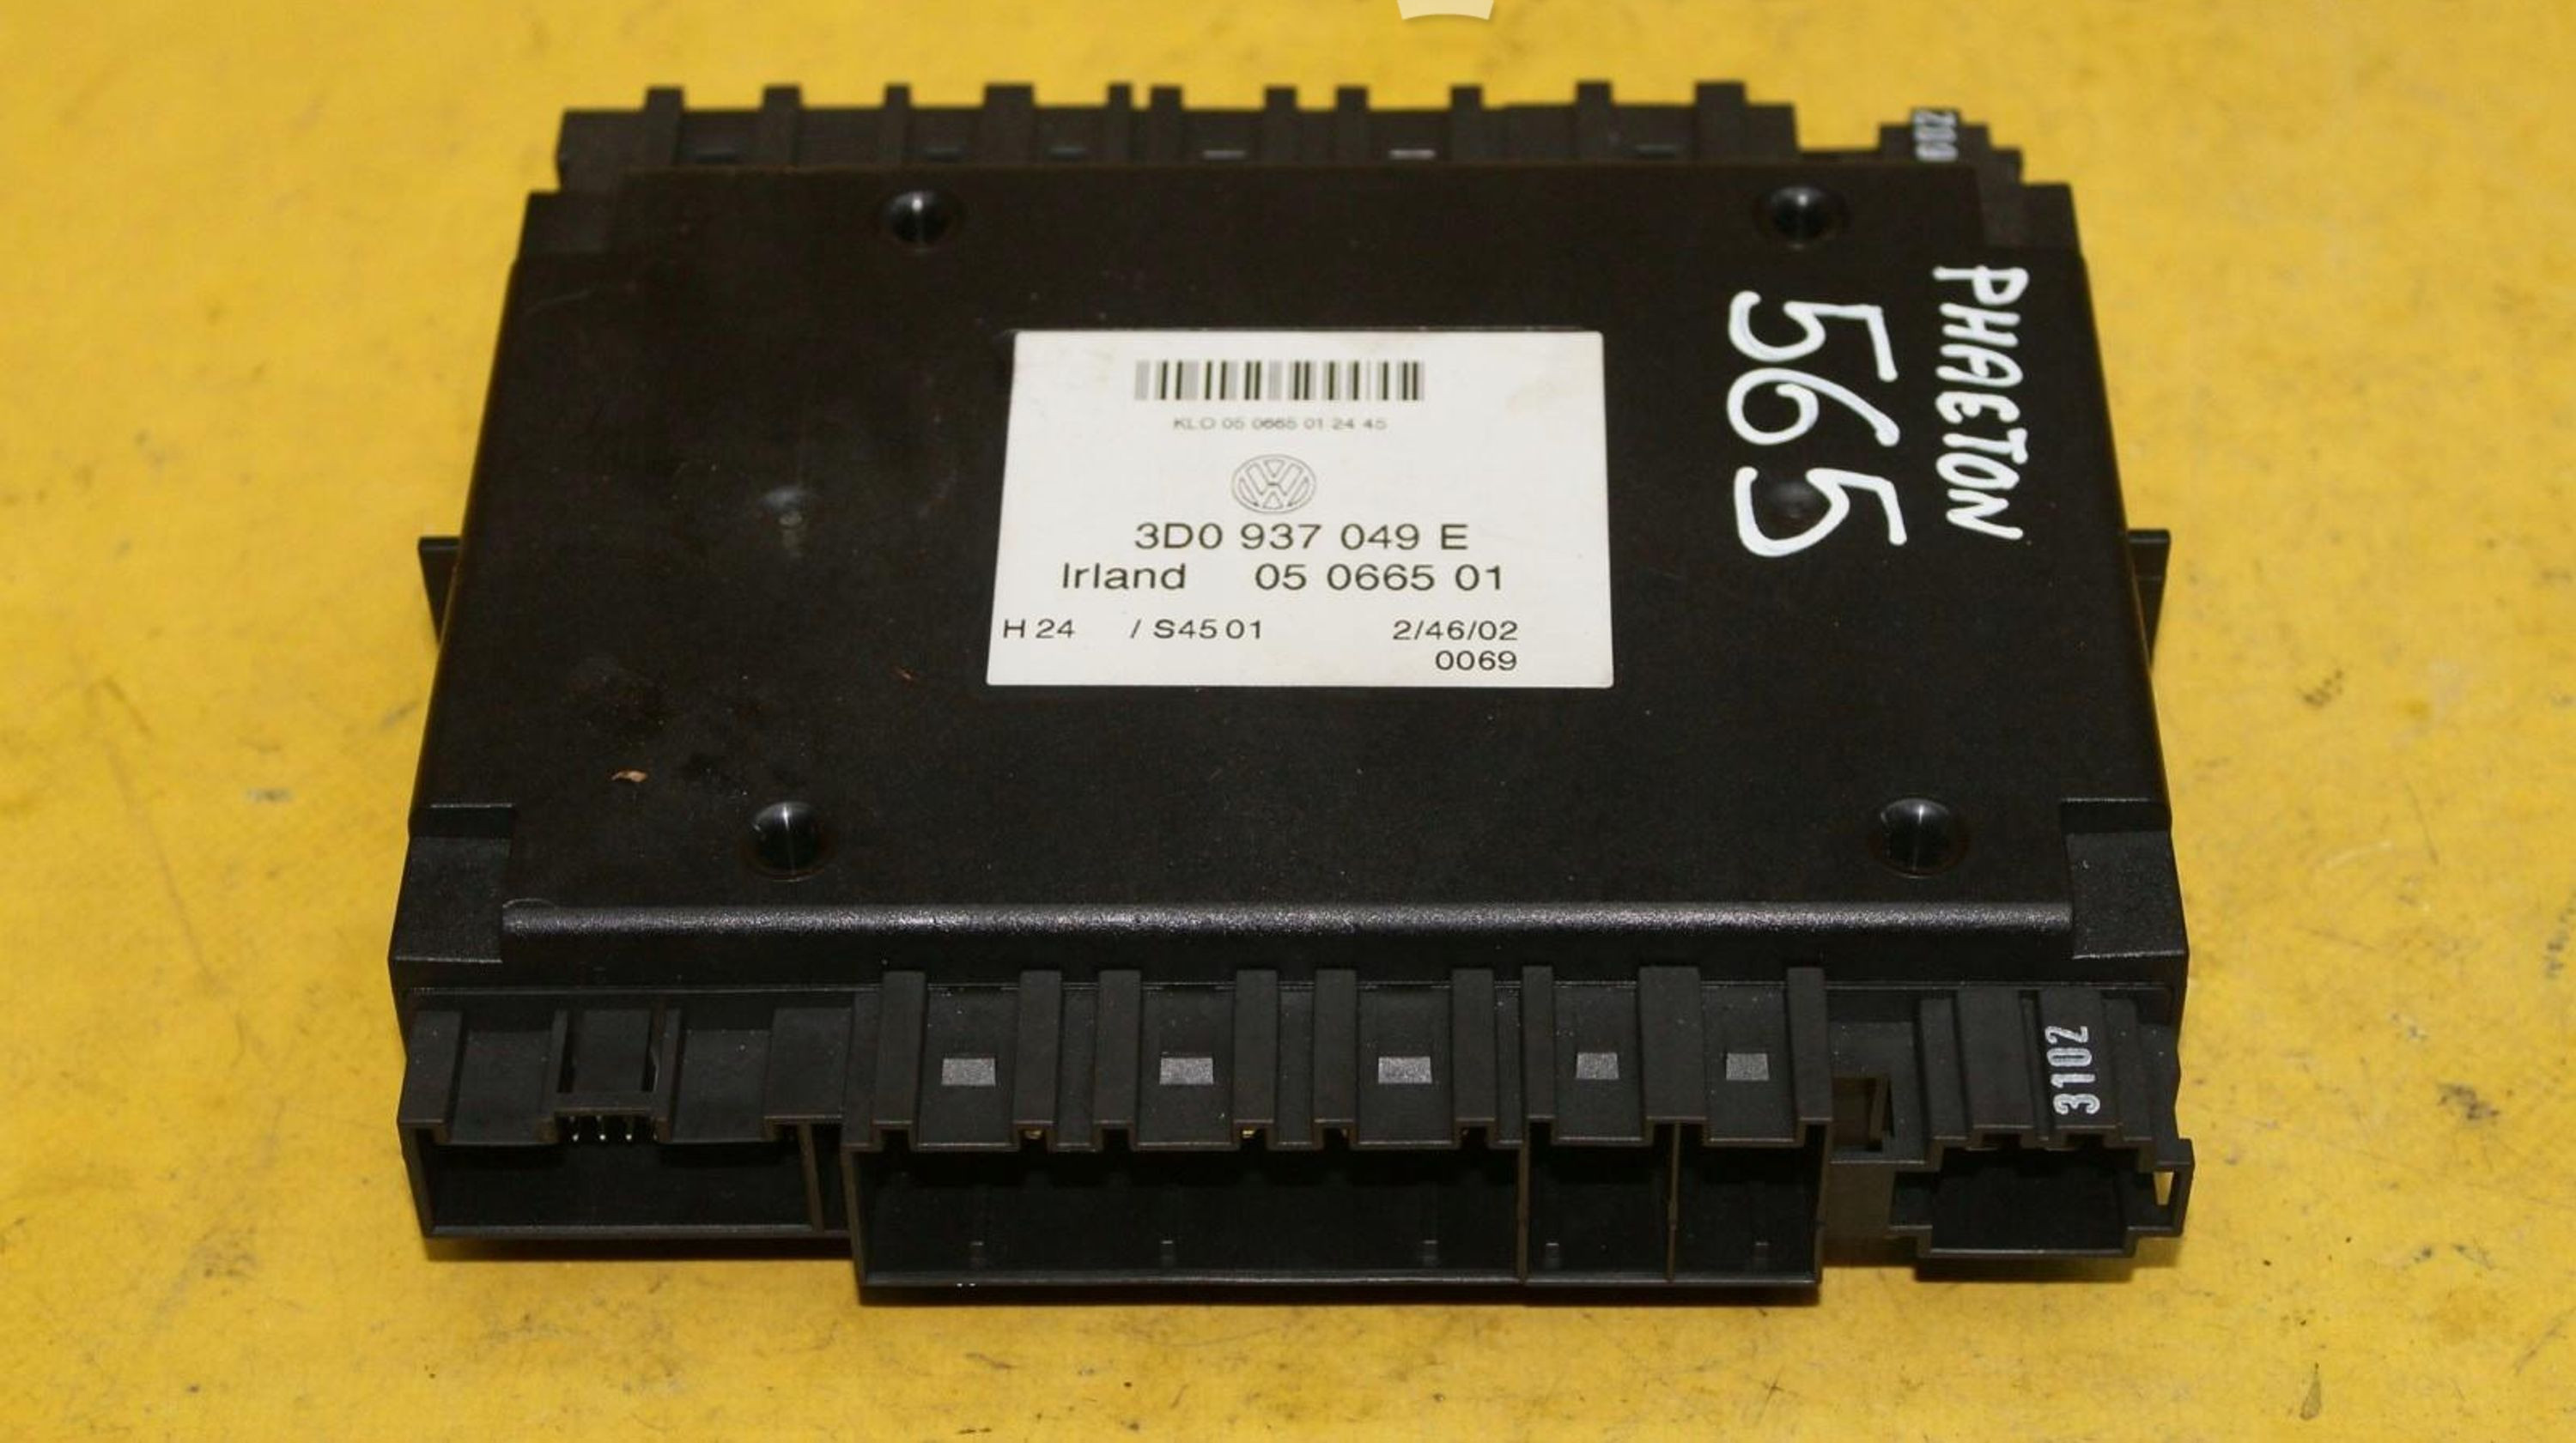 KLO 05 0665 01 24 45
3D0 937 049 E
Irland 05 0665 01
H 24 / S45 01 2/46/02
0069
PHAETON
565
3102